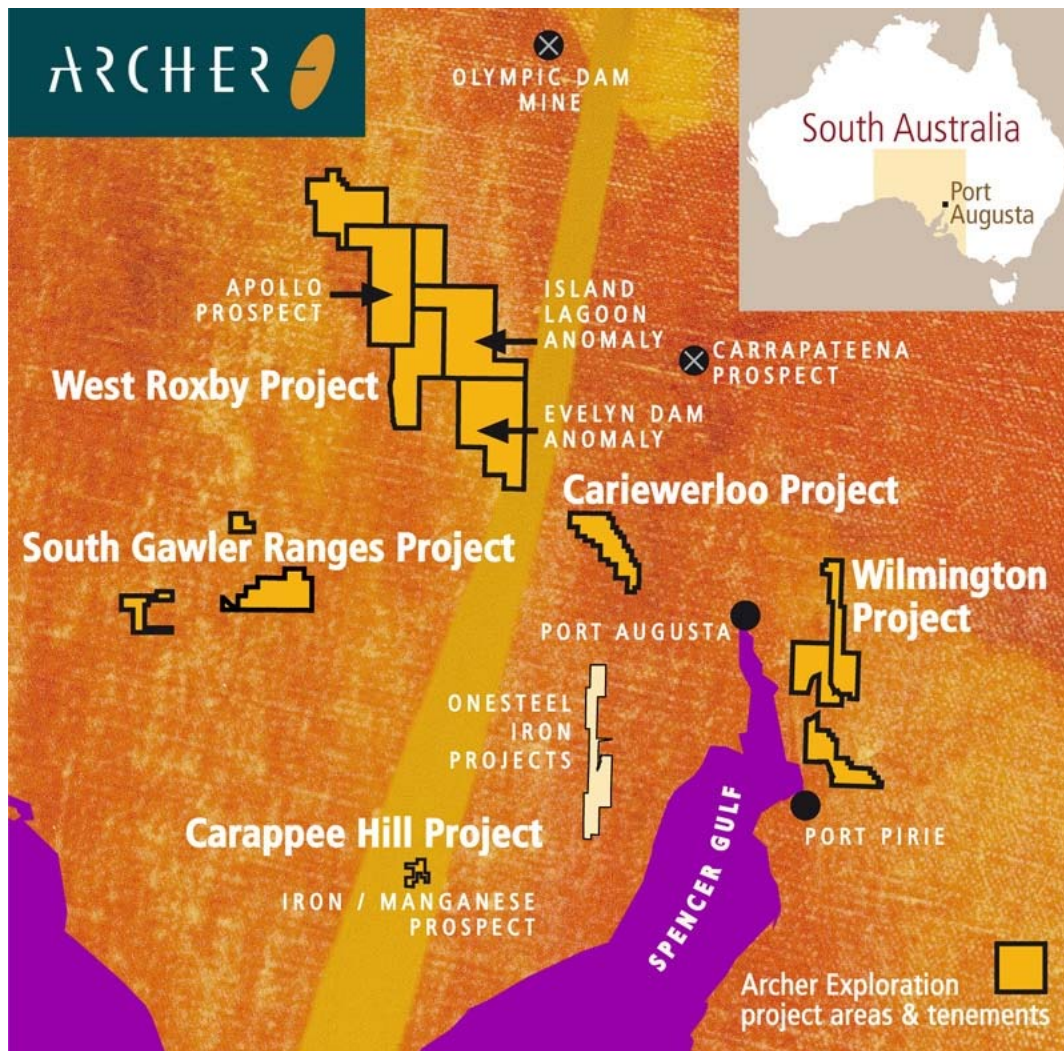 ARCHER
OLYMPIC DAM
MINE
South Australia
Port
Augusta
APOLLO
PROSPECT
ISLAND
LAGOON
ANOMALY
CARRAPATEENA
PROSPECT
West Roxby Project
EVELYN DAM
ANOMALY
Cariewerloo Project
South Gawler Ranges Project
Wilmington
Project
PORT AUGUSTA
ONESTEEL
IRON
PROJECTS
SPENCER GULF
PORT PIRIE
Carappee Hill Project
IRON / MANGANESE
PROSPECT
Archer Exploration
project areas & tenements